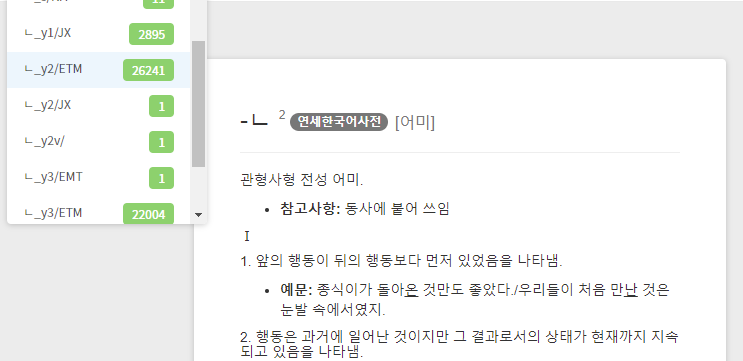 11
ㄴ_y1/JX 2895
ㄴ_y2/ETM 26241
ㄴ_y2/JX 1
ㄴ_y2v/ 1
ㄴ_y3/EMT 1
ㄴ_y3/ETM 22004
-ㄴ 2 연세한국어사전 [어미]
관형사형 전성 어미.
• 참고사항: 동사에 붙어 쓰임
I
1. 앞의 행동이 뒤의 행동보다 먼저 있었음을 나타냄.
• 예문: 종식이가 돌아온 것만도 좋았다./우리들이 처음 만난 것은
눈발 속에서였지.
2. 행동은 과거에 일어난 것이지만 그 결과로서의 상태가 현재까지 지속
되고 있음을 나타냄.